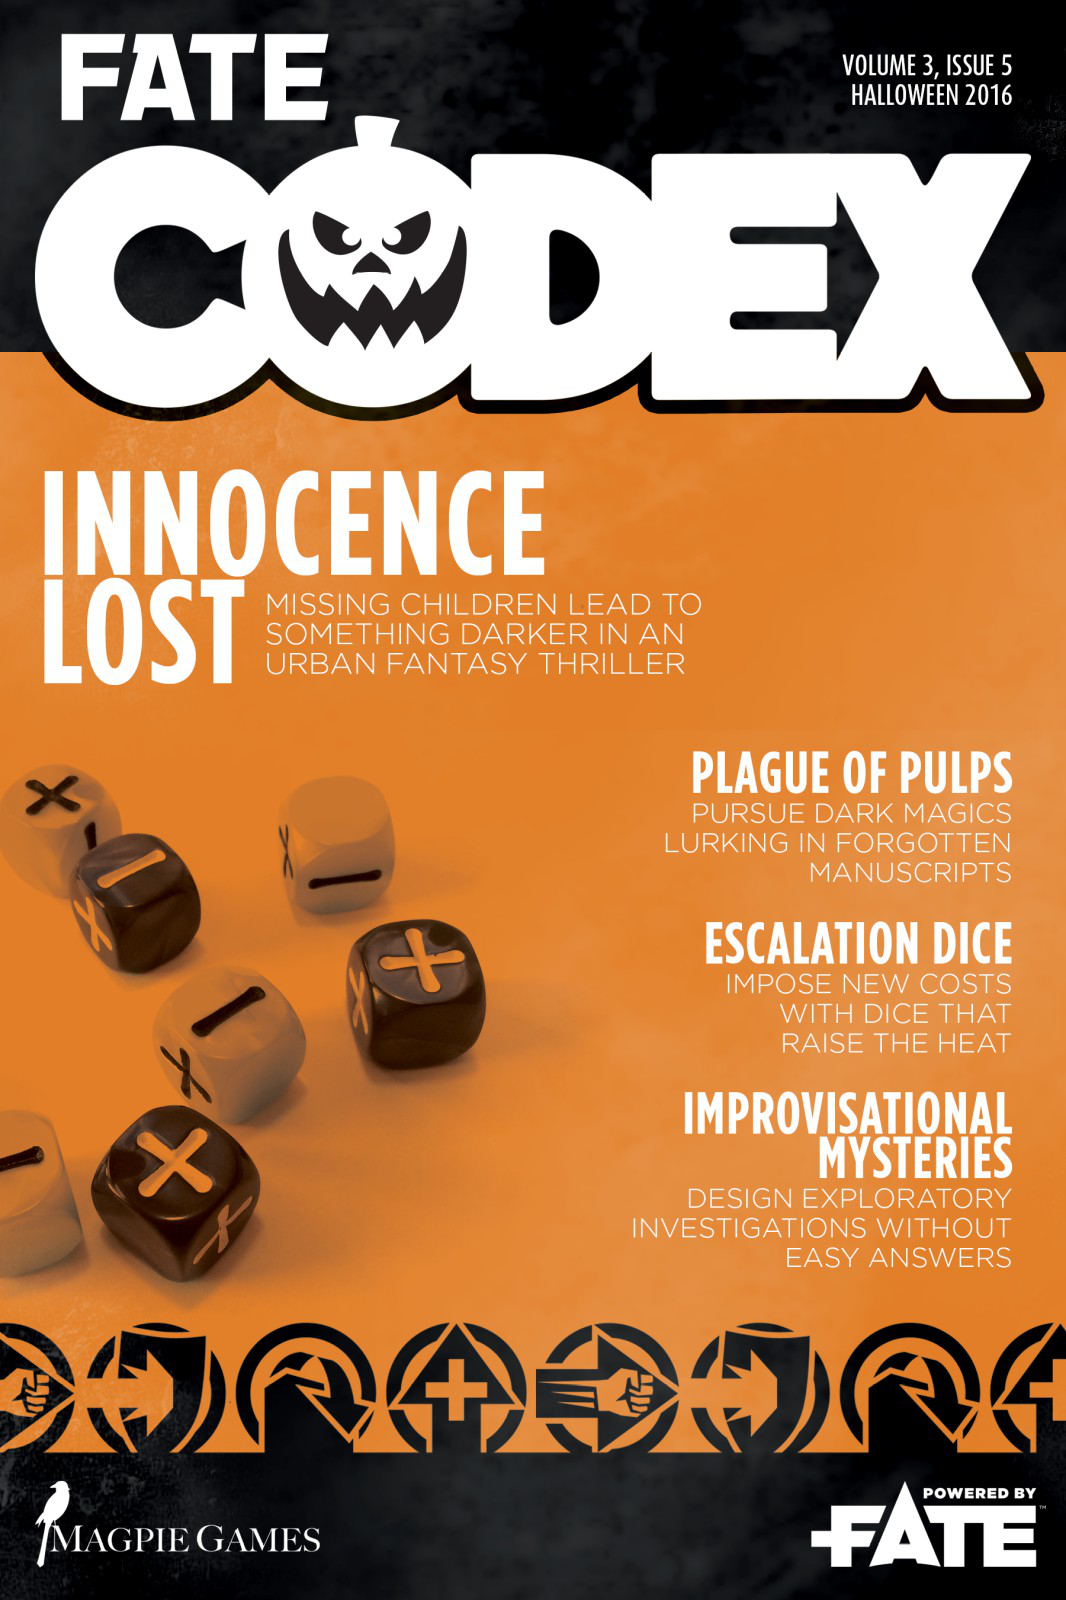 FATE
VOLUME 3, ISSUE 5
HALLOWEEN 2016
CODEX
INNOCENCE
LOST
MISSING CHILDREN LEAD TO
SOMETHING DARKER IN AN
URBAN FANTASY THRILLER
PLAGUE OF PULPS
PURSUE DARK MAGICS
LURKING IN FORGOTTEN
MANUSCRIPTS
ESCALATION DICE
IMPOSE NEW COSTS
WITH DICE THAT
RAISE THE HEAT
IMPROVISATIONAL
MYSTERIES
DESIGN EXPLORATORY
INVESTIGATIONS WITHOUT
EASY ANSWERS
MAGPIE GAMES
POWERED BY
FATE™